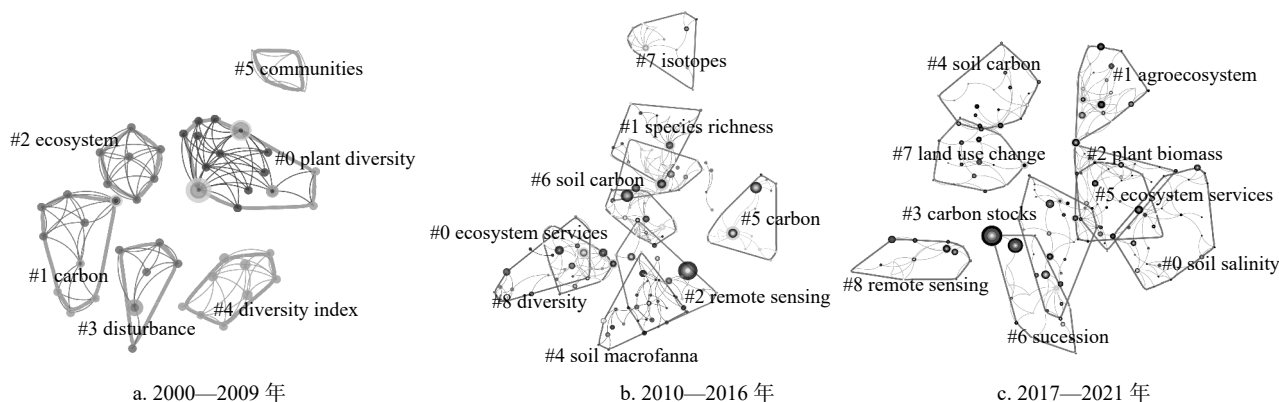 #5 communities
#2 ecosystem
#0 plant diversity
#1 carbon
#4 diversity index
#3 disturbance
a. 2000—2009 年
#7 isotopes
#1 species richness
#6 soil carbon
#5 carbon
#0 ecosystem services
#8 diversity
#2 remote sensing
#4 soil macrofanna
b. 2010—2016 年
#4 soil carbon
#1 agroecosystem
#7 land use change
#2 plant biomass
#5 ecosystem services
#3 carbon stocks
#0 soil salinity
#8 remote sensing
#6 sucession
c. 2017—2021 年